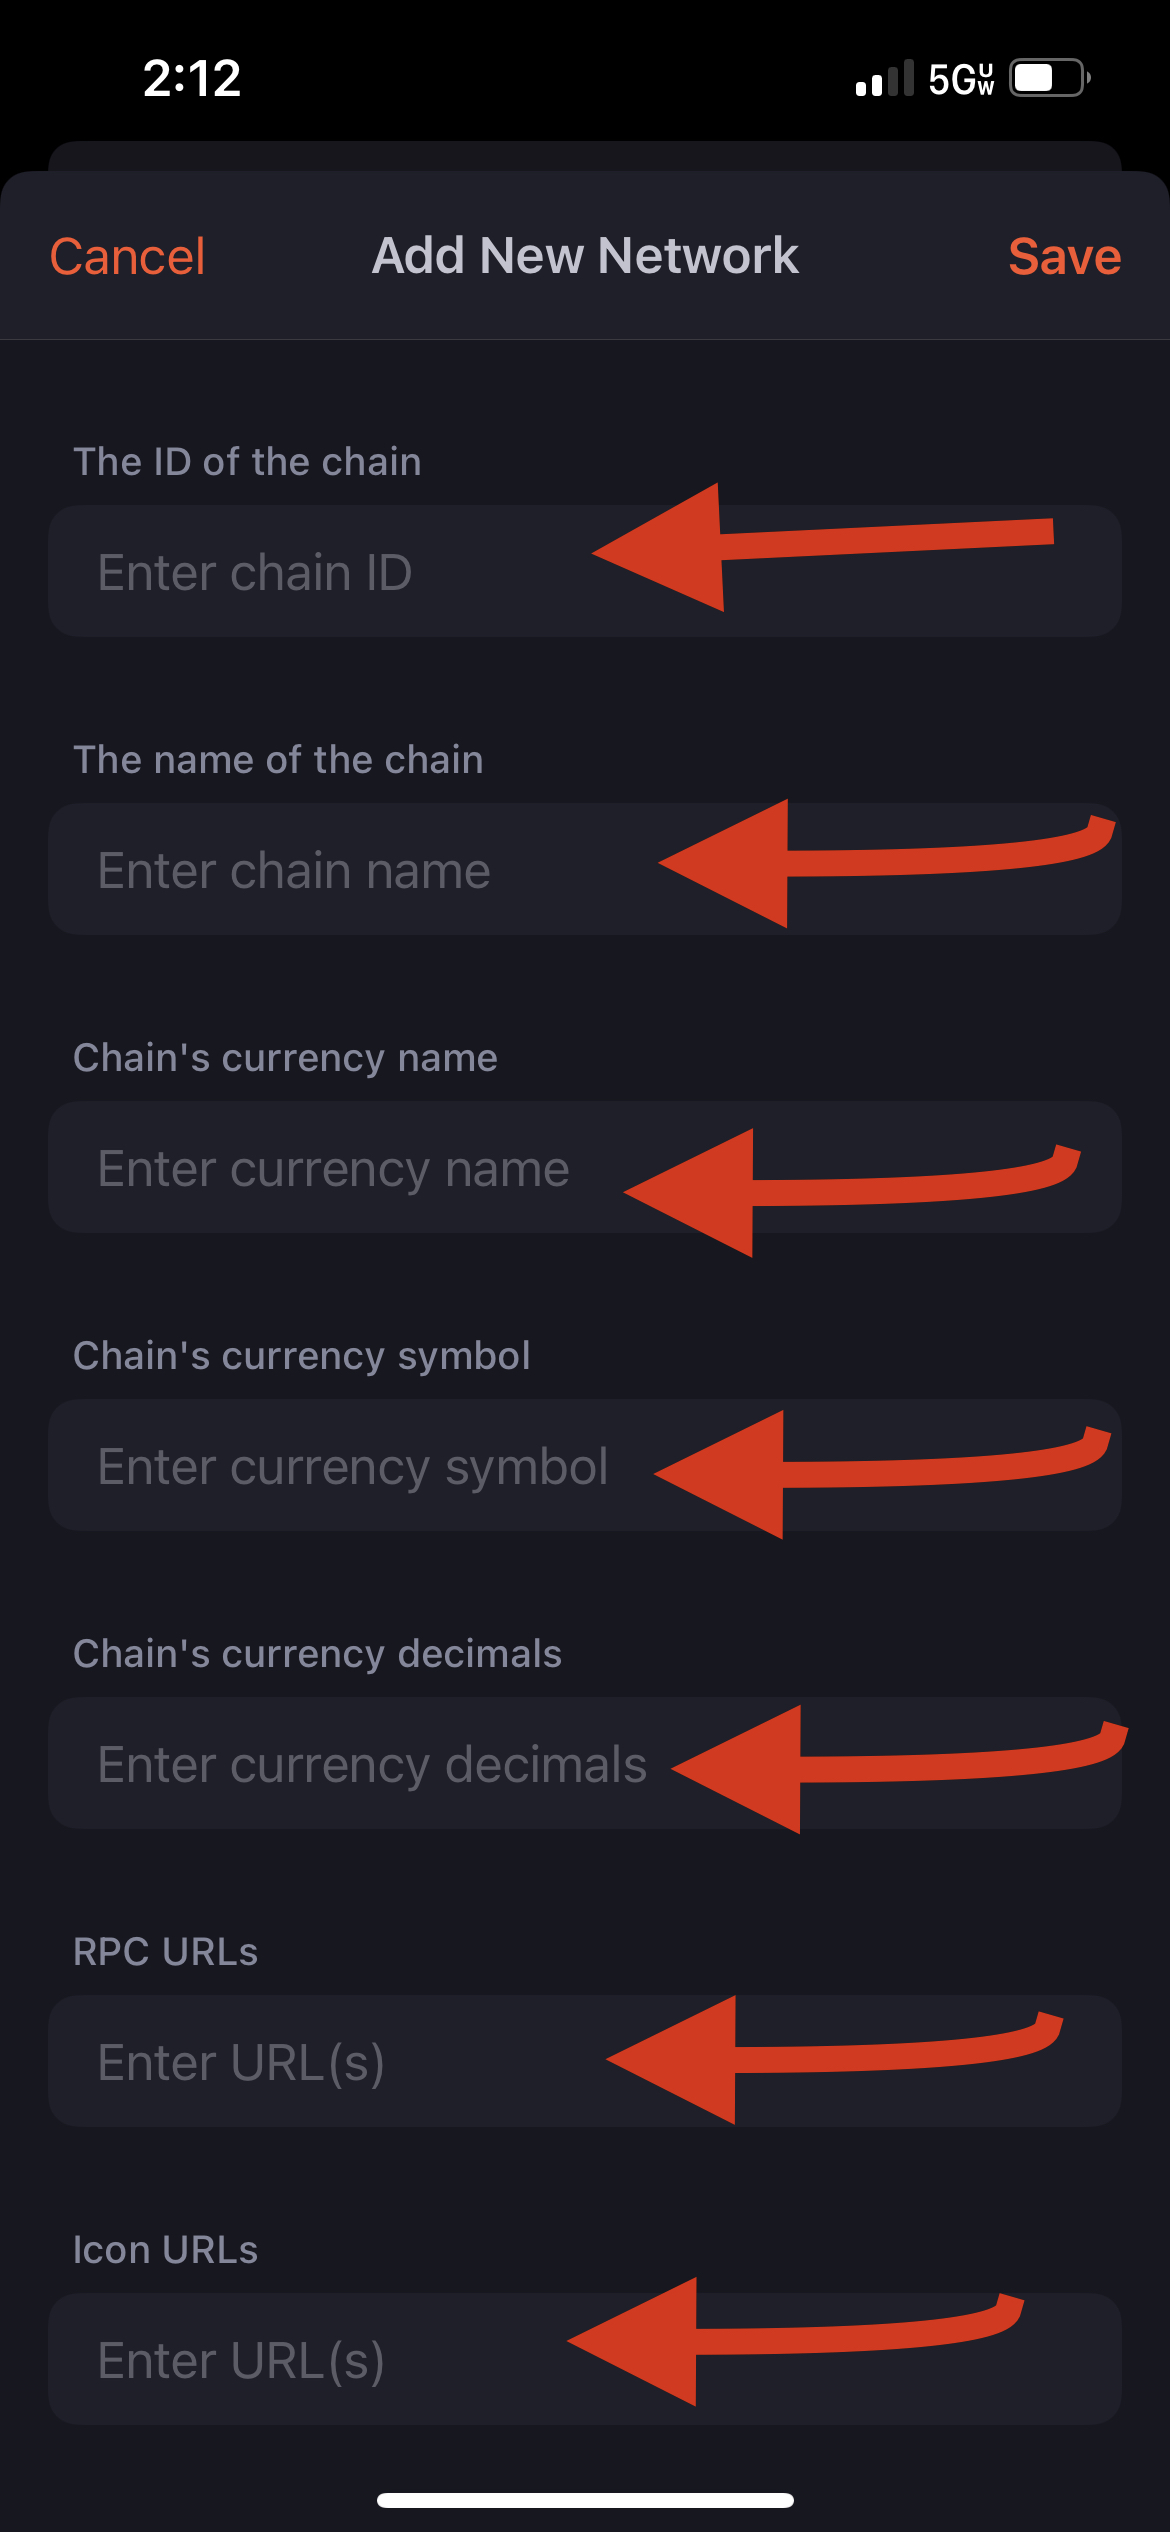 2:12
5G UW
Cancel
Add New Network
Save
The ID of the chain
Enter chain ID
The name of the chain
Enter chain name
Chain's currency name
Enter currency name
Chain's currency symbol
Enter currency symbol
Chain's currency decimals
Enter currency decimals
RPC URLs
Enter URL(s)
Icon URLs
Enter URL(s)